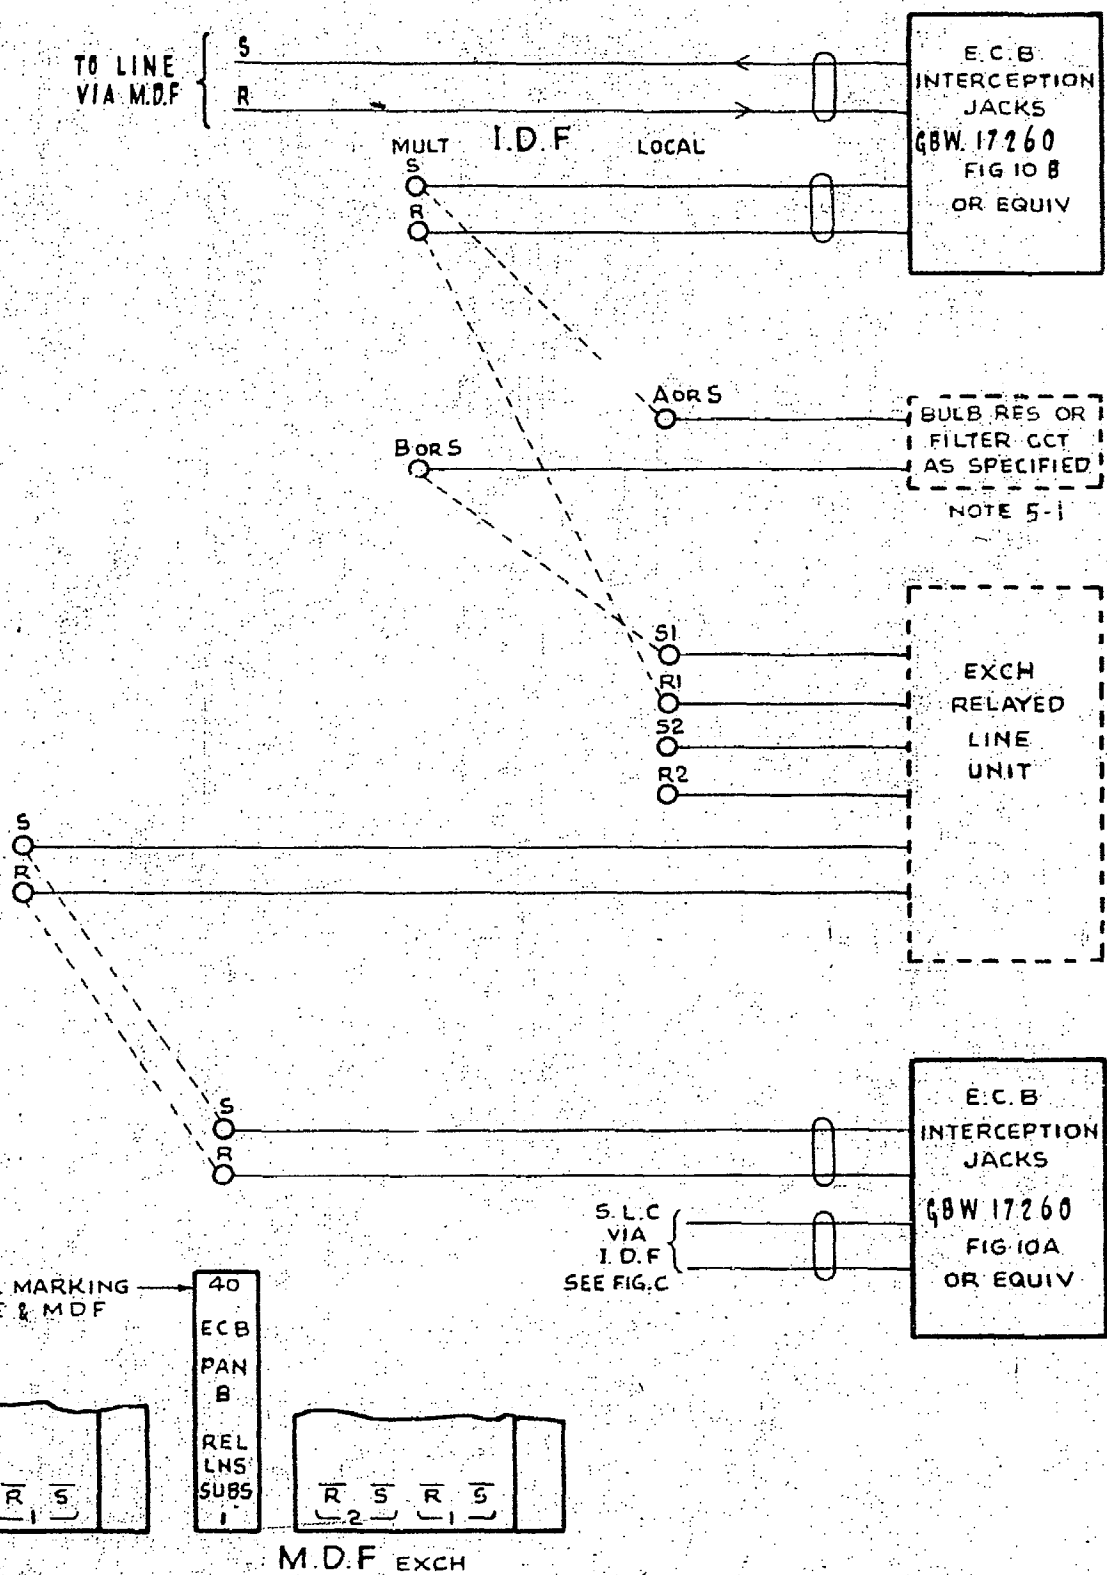 TO LINE
VIA M.D.F
S
R
E.C.B
INTERCEPTION
JACKS
GBW. 17260
FIG 10 B
OR EQUIV
MULT I.D.F LOCAL
S
R
A OR S
B OR S
BULB RES OR
FILTER CCT
AS SPECIFIED
NOTE 5-1
S1
R1
S2
R2
EXCH
RELAYED
LINE
UNIT
S
R
S
R
E.C.B
INTERCEPTION
JACKS
GBW 17260
FIG 10A
OR EQUIV
S.L.C
VIA
I.D.F
SEE FIG.C
MARKING
& MDF
40
ECB
PAN
B
REL
LNS
SUBS
1
R S
1
R S R S
2 1
M.D.F EXCH